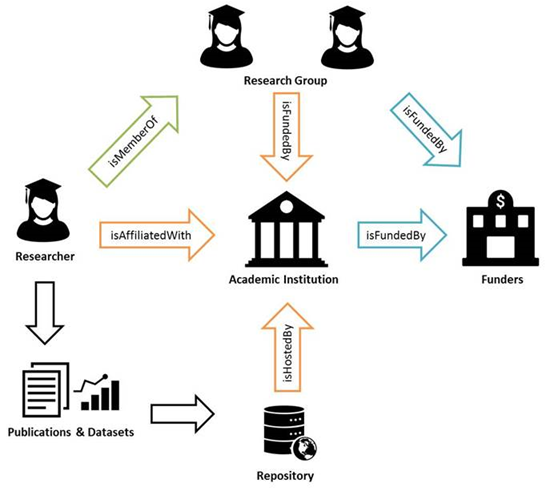 Research Group
isMemberOf
isFundedBy
isFundedBy
$
Researcher
isAffiliatedWith
Academic Institution
isFundedBy
Funders
isHostedBy
Publications & Datasets
Repository